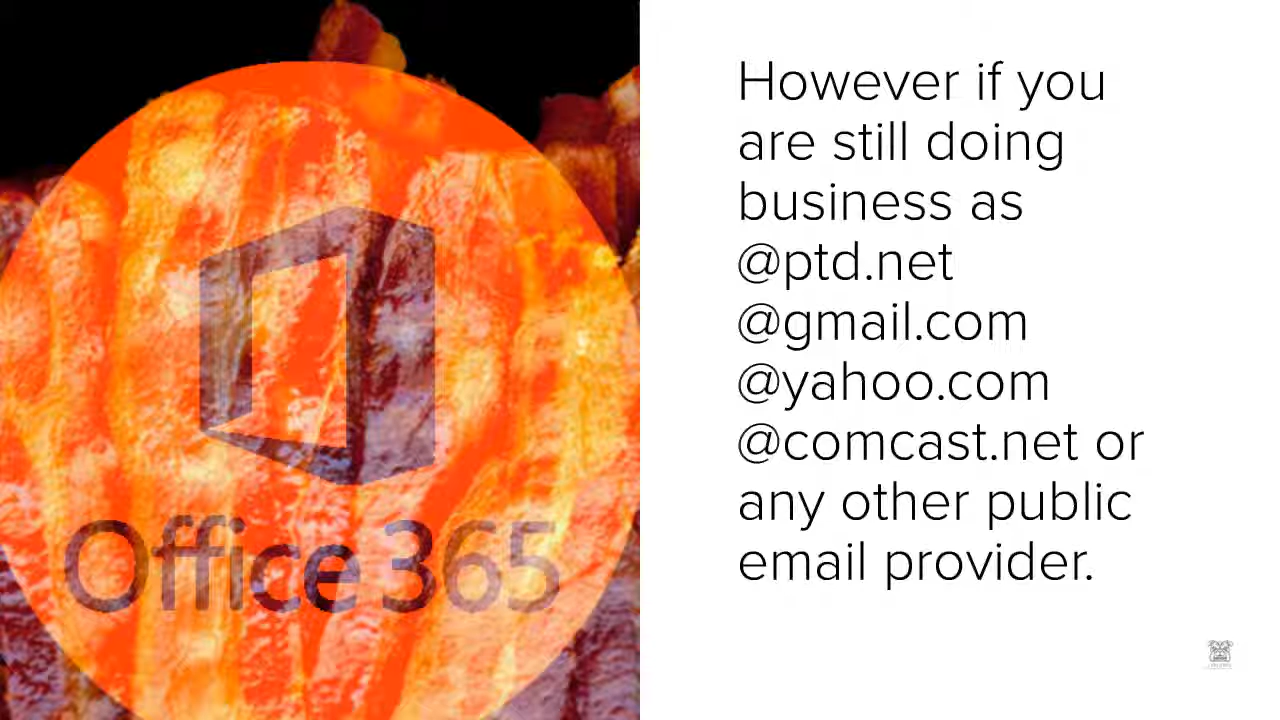 Office 365
However if you
are still doing
business as
@ptd.net
@gmail.com
@yahoo.com
@comcast.net or
any other public
email provider.